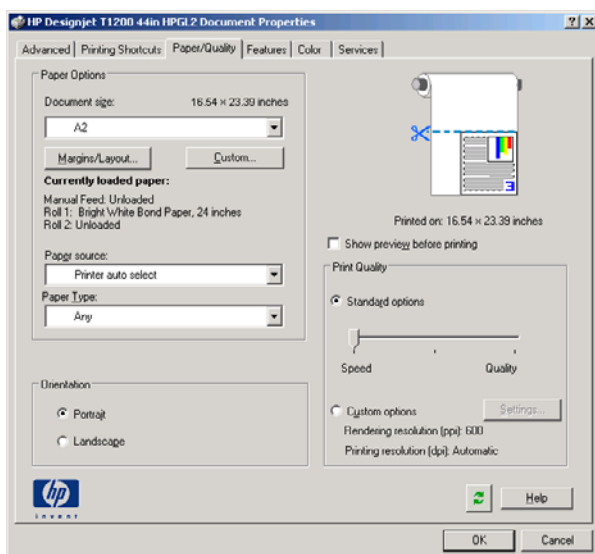 HP Designjet T1200 44in HPGL2 Document Properties
Advanced
Printing Shortcuts
Paper/Quality
Features
Color
Services
Paper Options
Document size:
16.54 × 23.39 inches
A2
Margins/Layout...
Custom...
Currently loaded paper:
Manual Feed: Unloaded
Roll 1: Bright White Bond Paper, 24 inches
Roll 2: Unloaded
Paper source:
Printer auto select
Paper Type:
Any
Orientation
Portrait
Landscape
3
Printed on: 16.54 × 23.39 inches
Show preview before printing
Print Quality
Standard options
Speed
Quality
Custom options
Settings...
Rendering resolution (ppi): 600
Printing resolution (dpi): Automatic
hp
invent
Help
OK
Cancel